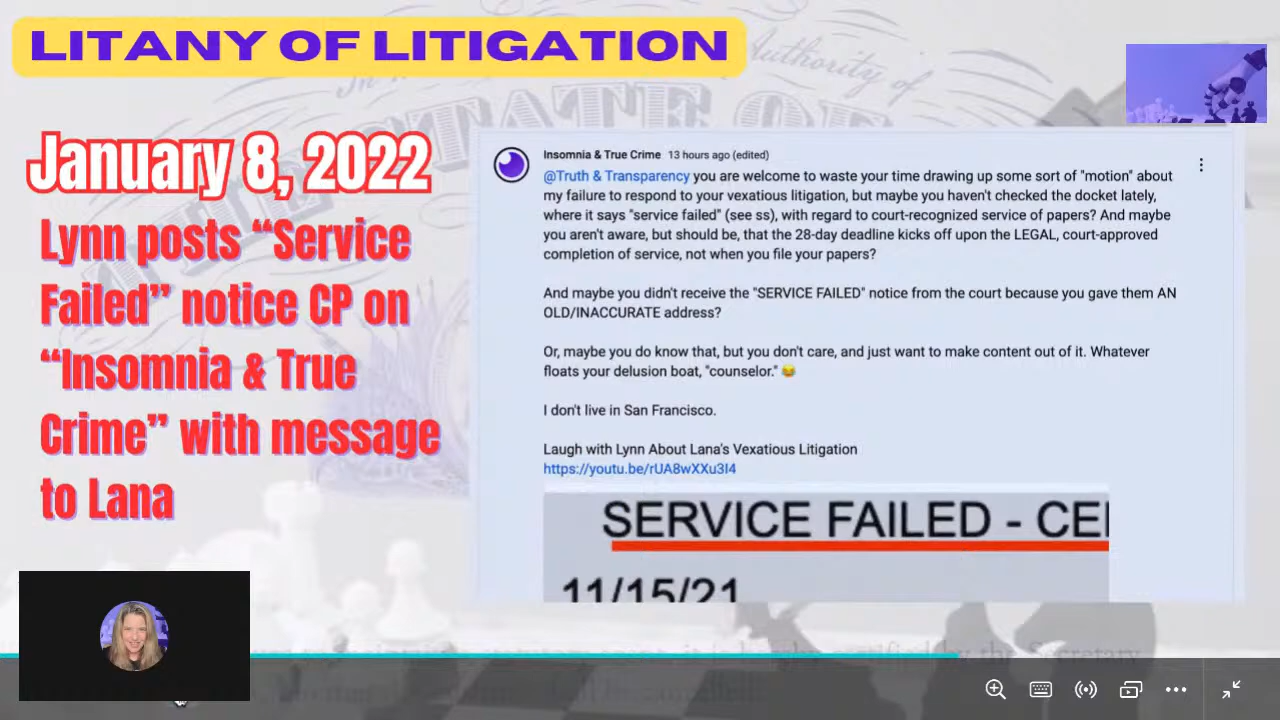 LITANY OF LITIGATION
In
Authority of
STATE OF
January 8, 2022
Lynn posts “Service
Failed” notice CP on
“Insomnia & True
Crime” with message
to Lana
Insomnia & True Crime 13 hours ago (edited)
@Truth & Transparency you are welcome to waste your time drawing up some sort of "motion" about
my failure to respond to your vexatious litigation, but maybe you haven't checked the docket lately,
where it says "service failed" (see ss), with regard to court-recognized service of papers? And maybe
you aren't aware, but should be, that the 28-day deadline kicks off upon the LEGAL, court-approved
completion of service, not when you file your papers?
And maybe you didn't receive the "SERVICE FAILED" notice from the court because you gave them AN
OLD/INACCURATE address?
Or, maybe you do know that, but you don't care, and just want to make content out of it. Whatever
floats your delusion boat, "counselor." 😂
I don't live in San Francisco.
Laugh with Lynn About Lana's Vexatious Litigation
https://youtu.be/rUA8wXXu3I4
SERVICE FAILED - CE
11/15/21
by the Secretary